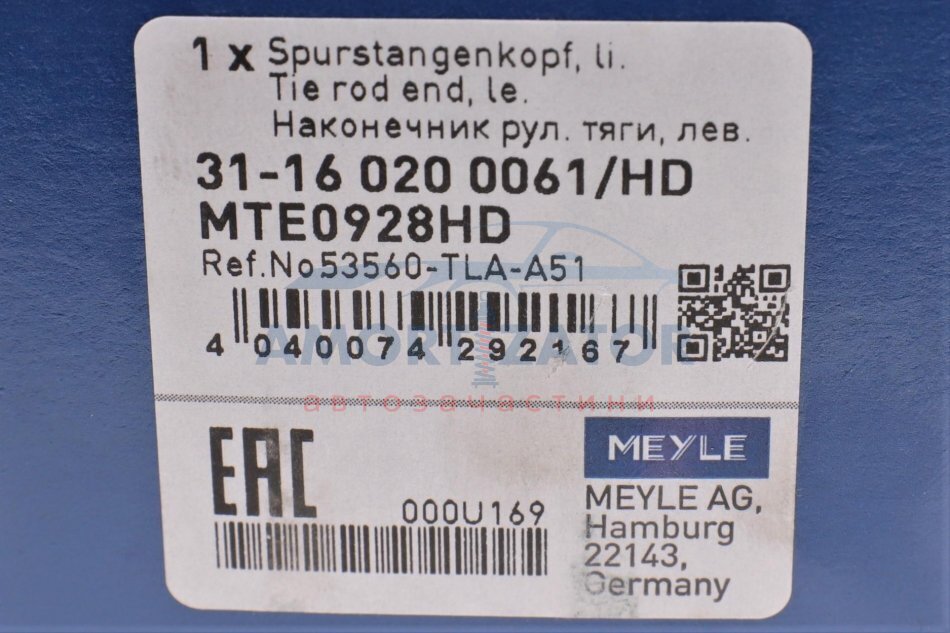 1 x Spurstangenkopf, li.
Tie rod end, le.
Наконечник рул. тяги, лев.
31-16 020 0061/HD
MTE0928HD
Ref.No53560-TLA-A51
4 040074 292167
AMORTIZATOR
автозапчастини
EAC
000U169
MEYLE
MEYLE AG,
Hamburg
22143,
Germany